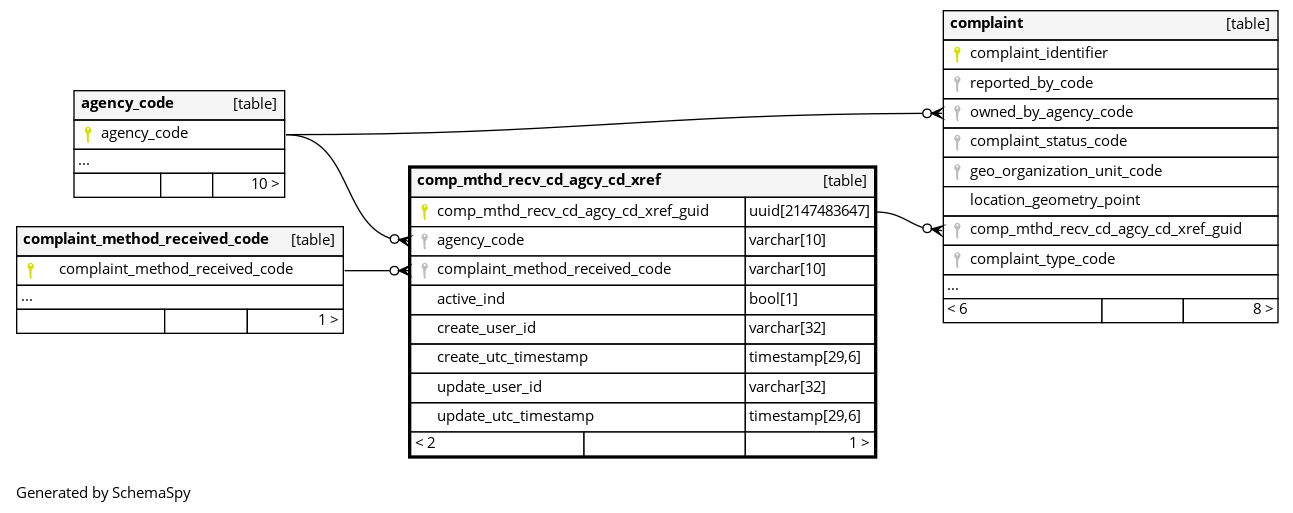 complaint [table]
complaint_identifier
reported_by_code
owned_by_agency_code
complaint_status_code
geo_organization_unit_code
location_geometry_point
comp_mthd_recv_cd_agcy_cd_xref_guid
complaint_type_code
...
< 6 8 >
agency_code [table]
agency_code
...
10 >
comp_mthd_recv_cd_agcy_cd_xref [table]
comp_mthd_recv_cd_agcy_cd_xref_guid uuid[2147483647]
agency_code varchar[10]
complaint_method_received_code varchar[10]
active_ind bool[1]
create_user_id varchar[32]
create_utc_timestamp timestamp[29,6]
update_user_id varchar[32]
update_utc_timestamp timestamp[29,6]
< 2 1 >
complaint_method_received_code [table]
complaint_method_received_code
...
1 >
Generated by SchemaSpy